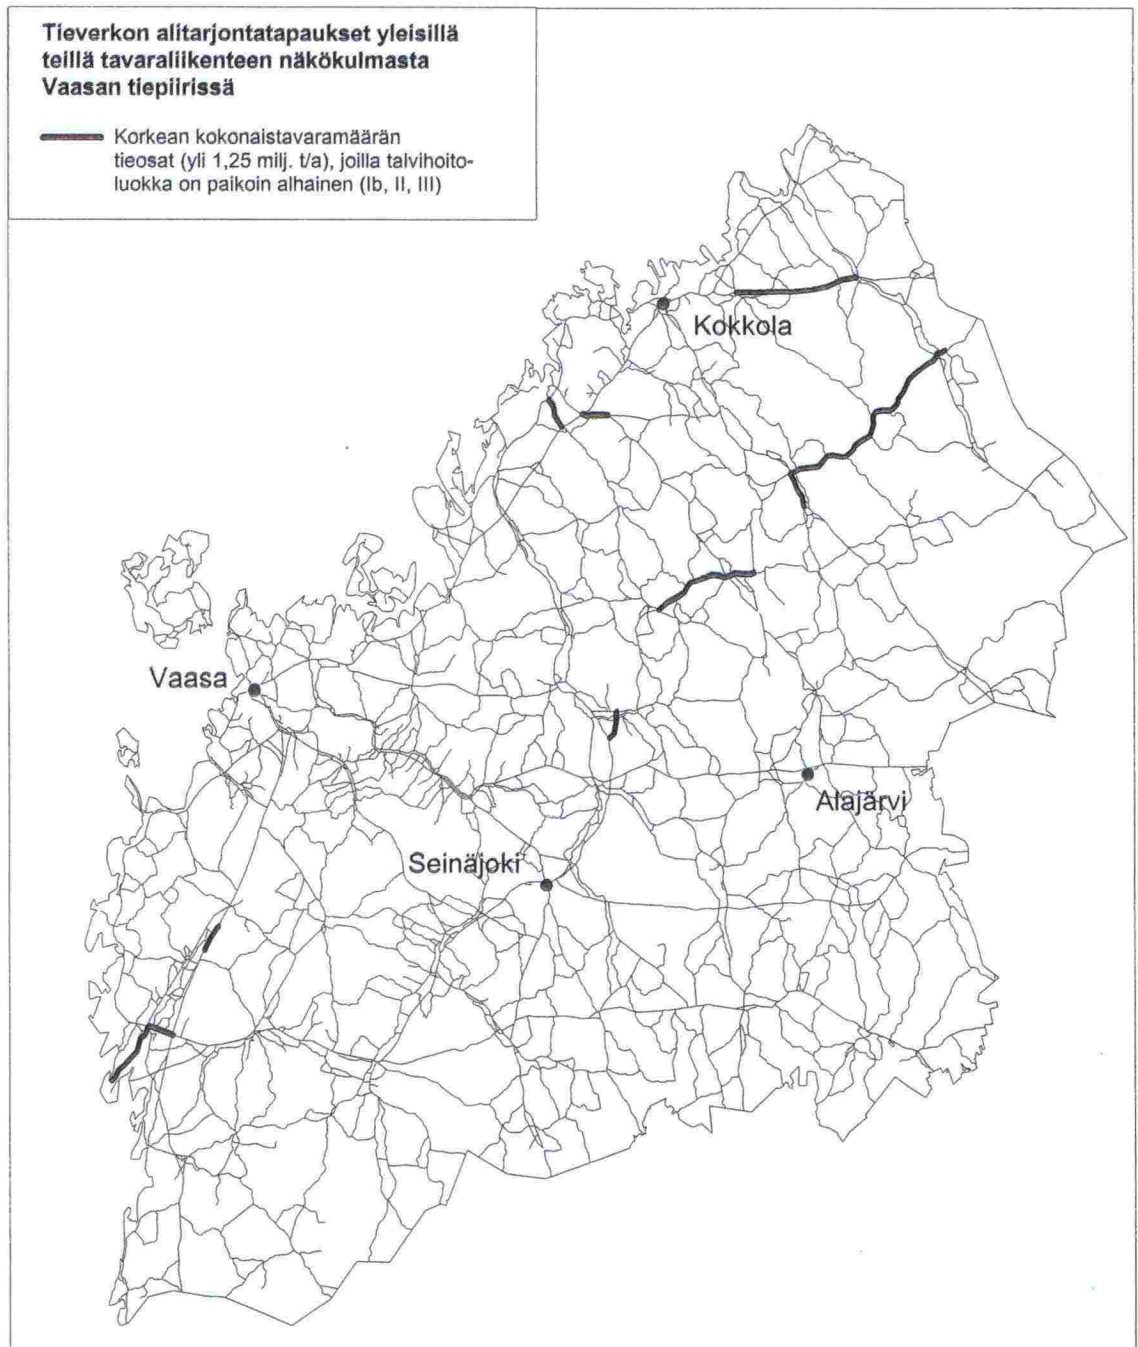 Tieverkon alitarjontatapaukset yleisillä
teillä tavaraliikenteen näkökulmasta
Vaasan tiepiirissä
Korkean kokonaistavaramäärän
tieosat (yli 1,25 milj. t/a), joilla talvihoito-
luokka on paikoin alhainen (Ib, II, III)
Kokkola
Vaasa
Alajärvi
Seinäjoki